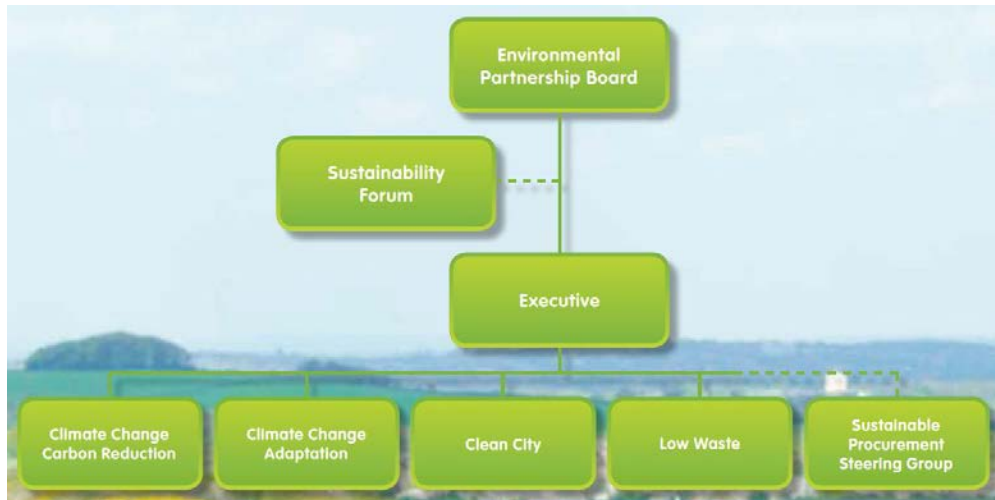 Environmental
Partnership Board
Sustainability
Forum
Executive
Climate Change
Carbon Reduction
Climate Change
Adaptation
Clean City
Low Waste
Sustainable
Procurement
Steering Group